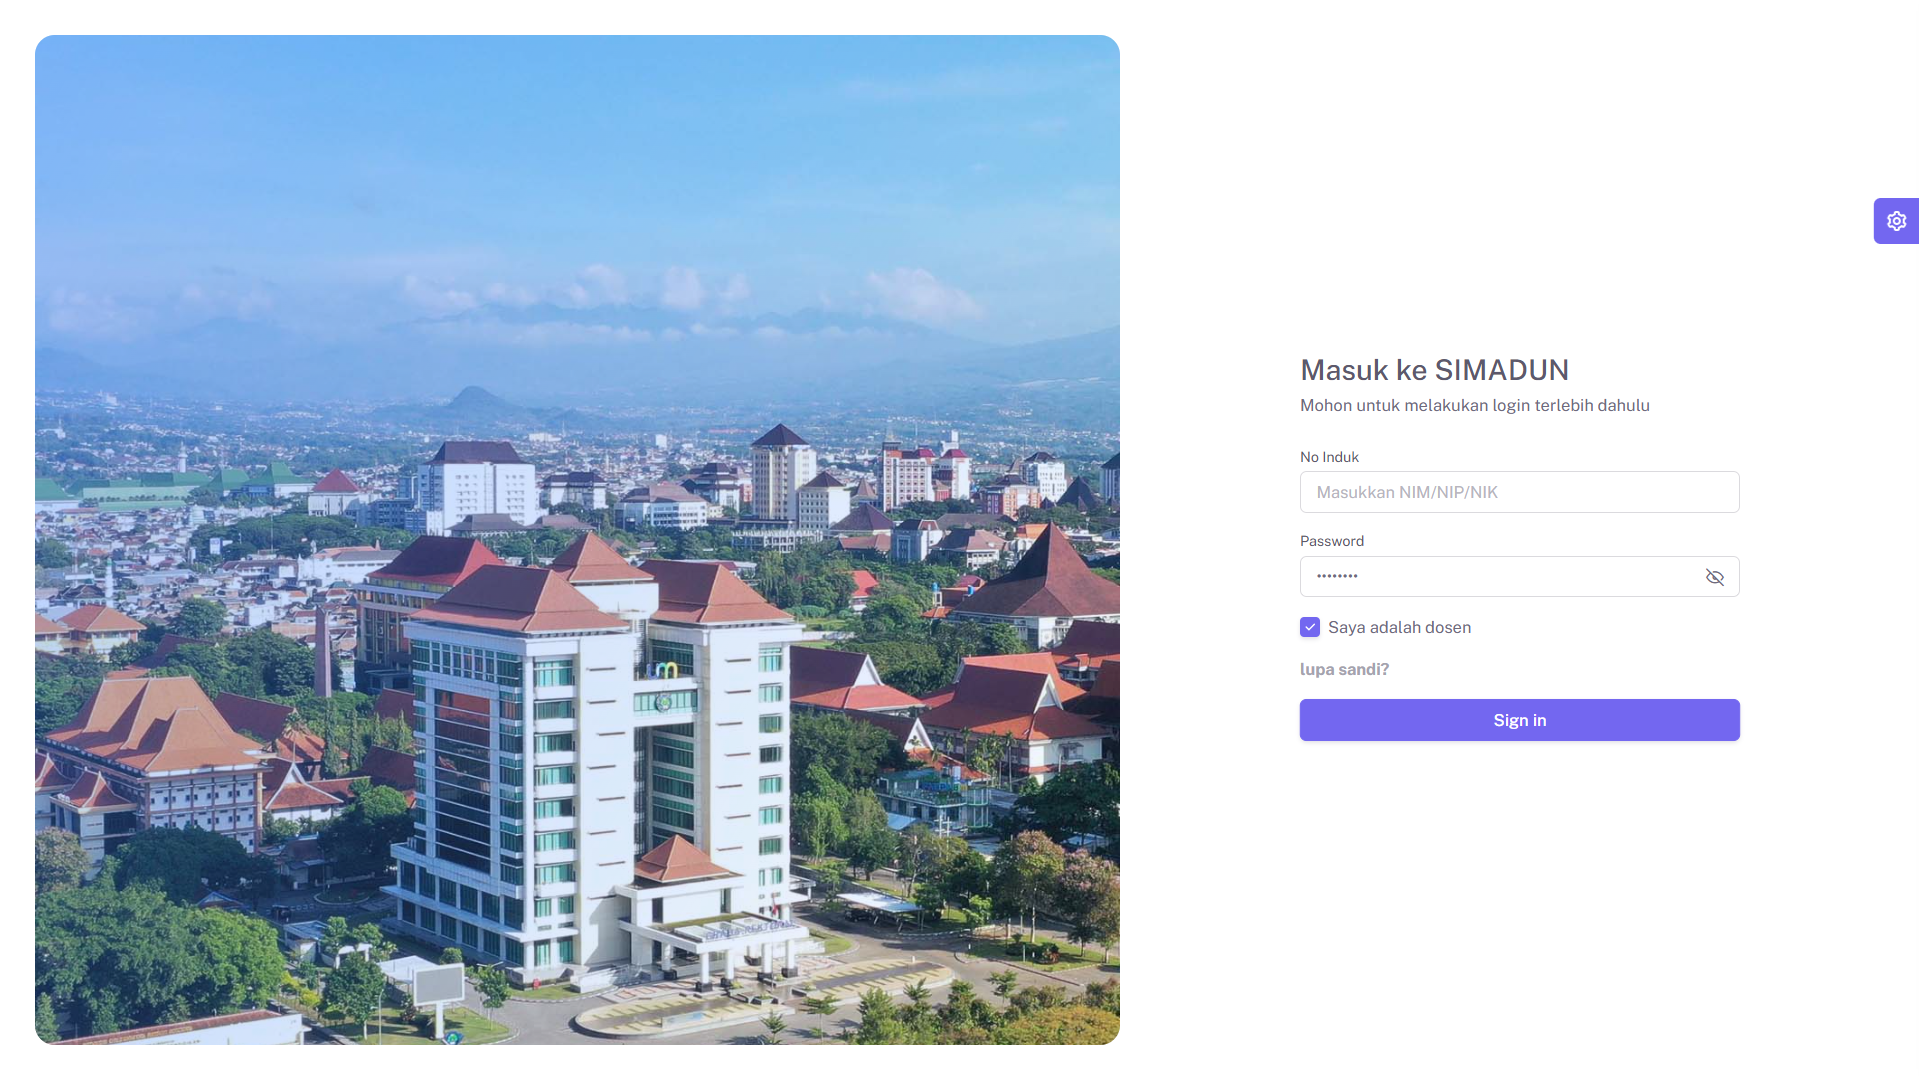 um
Masuk ke SIMADUN
Mohon untuk melakukan login terlebih dahulu
No Induk
Masukkan NIM/NIP/NIK
Password
Saya adalah dosen
lupa sandi?
Sign in